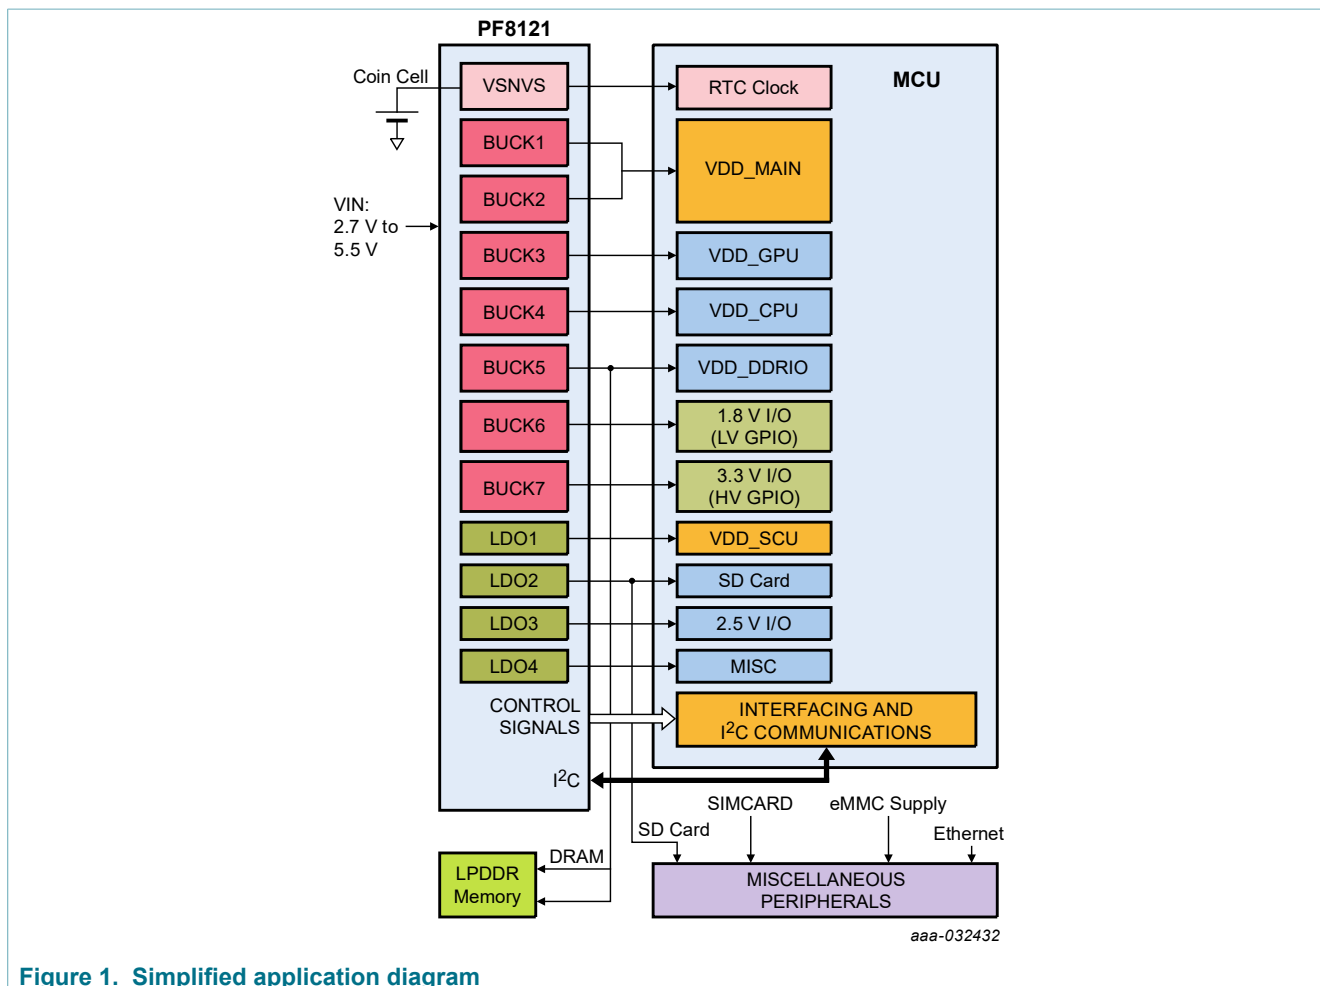 PF8121
MCU
Coin Cell
VSNVS
RTC Clock
BUCK1
VDD_MAIN
BUCK2
VIN:
2.7 V to
5.5 V
BUCK3
VDD_GPU
BUCK4
VDD_CPU
BUCK5
VDD_DDRIO
BUCK6
1.8 V I/O
(LV GPIO)
BUCK7
3.3 V I/O
(HV GPIO)
LDO1
VDD_SCU
LDO2
SD Card
LDO3
2.5 V I/O
LDO4
MISC
CONTROL
SIGNALS
INTERFACING AND
I2C COMMUNICATIONS
I2C
SIMCARD
eMMC Supply
SD Card
Ethernet
DRAM
LPDDR
Memory
MISCELLANEOUS
PERIPHERALS
aaa-032432
Figure 1. Simplified application diagram